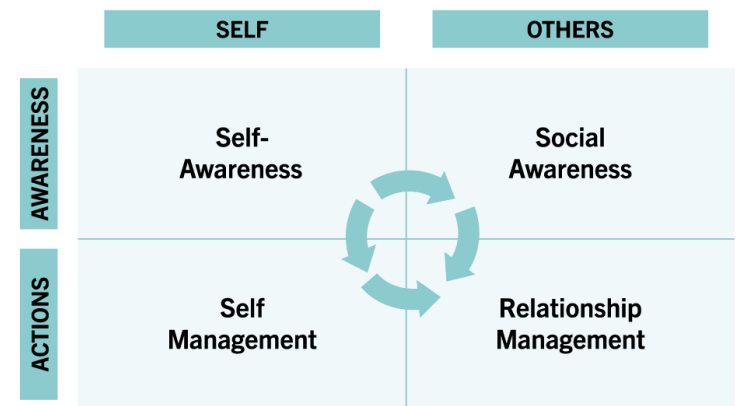 SELF
OTHERS
AWARENESS
Self-
Awareness
Social
Awareness
ACTIONS
Self
Management
Relationship
Management